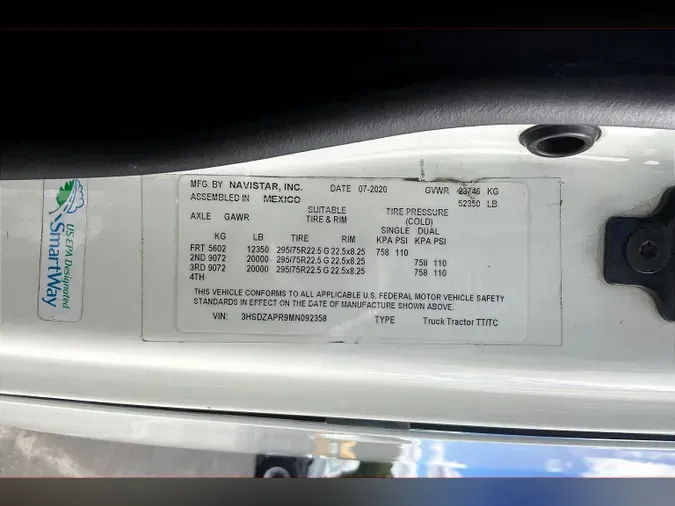 MFG. BY NAVISTAR, INC. DATE 07-2020 GVWR 23746 KG
ASSEMBLED IN MEXICO 52350 LB
AXLE GAWR SUITABLE TIRE & RIM TIRE PRESSURE (COLD)
SINGLE DUAL
KG LB TIRE RIM KPA PSI KPA PSI
FRT 5602 12350 295/75R22.5 G 22.5x8.25 758 110
2ND 9072 20000 295/75R22.5 G 22.5x8.25 758 110
3RD 9072 20000 295/75R22.5 G 22.5x8.25 758 110
4TH
THIS VEHICLE CONFORMS TO ALL APPLICABLE U.S. FEDERAL MOTOR VEHICLE SAFETY
STANDARDS IN EFFECT ON THE DATE OF MANUFACTURE SHOWN ABOVE.
VIN: 3HSDZAPR9MN092358 TYPE Truck Tractor TT/TC
US EPA Designated
SmartWay